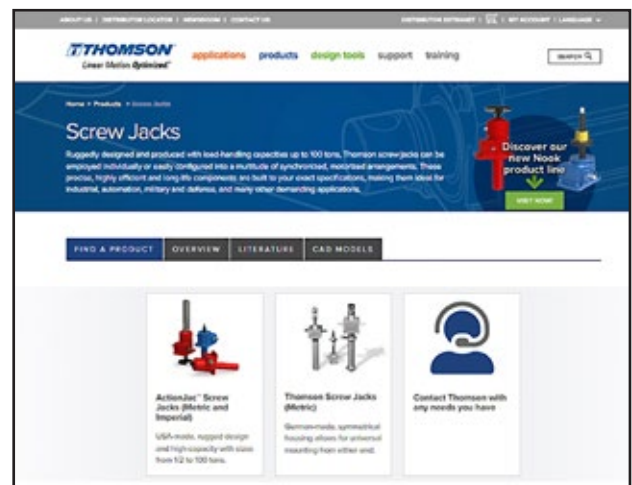 ABOUT US | DISTRIBUTOR LOCATOR | NEWSROOM | CONTACT US
DISTRIBUTOR EXTRANET | MY ACCOUNT | LANGUAGE
THOMSON
Linear Motion Optimized™
applications products design tools support training
SEARCH
Home > Products > Screw Jacks
Screw Jacks
Ruggedly designed and produced with load-handling capacities up to 100 tons, Thomson screw jacks can be
employed individually or easily configured into a multitude of synchronized, motorized arrangements. These
precise, highly efficient and long-life components are built to your exact specifications, making them ideal for
industrial, automation, military and defense, and many other demanding applications.
Discover our
new Nook
product line
VISIT NOW!
FIND A PRODUCT
OVERVIEW
LITERATURE
CAD MODELS
ActionJac™ Screw
Jacks (Metric and
Imperial)
USA-made, rugged design
and high-capacity with sizes
from 1/2 to 100 tons.
Thomson Screw Jacks
(Metric)
German-made, symmetrical
housing allows for universal
mounting from either end.
Contact Thomson with
any needs you have